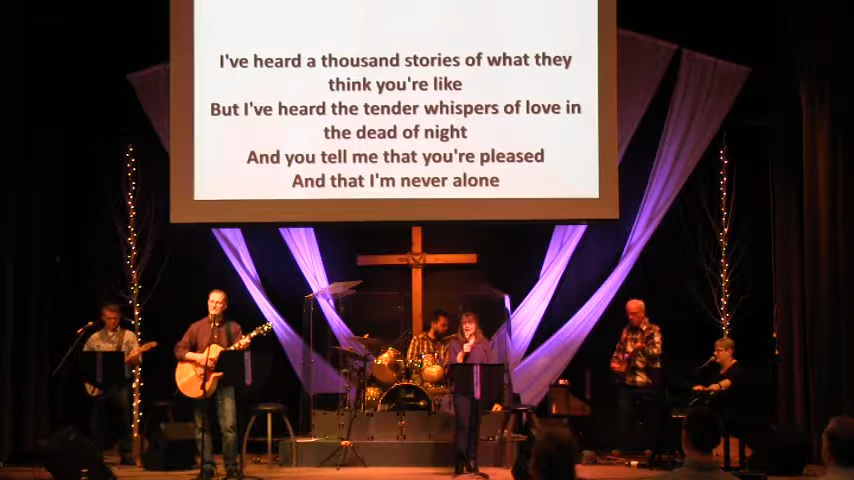 I've heard a thousand stories of what they
think you're like
But I've heard the tender whispers of love in
the dead of night
And you tell me that you're pleased
And that I'm never alone